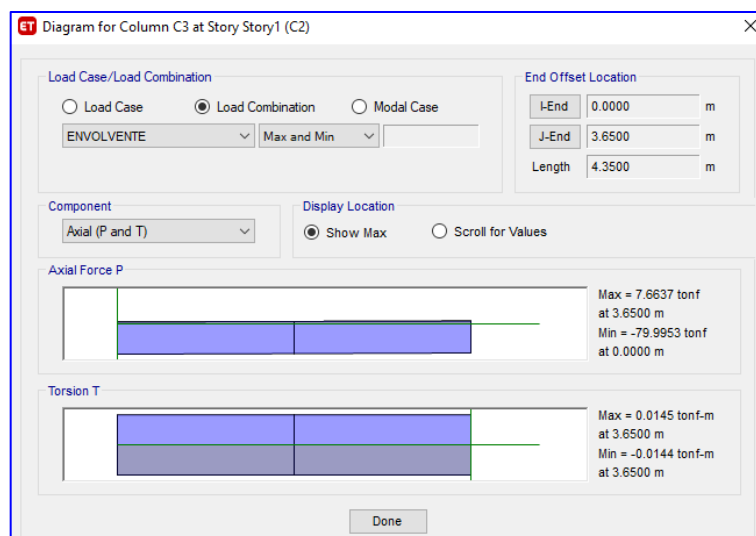 ET Diagram for Column C3 at Story Story1 (C2)
Load Case/Load Combination
Load Case Load Combination Modal Case
ENVOLVENTE Max and Min
End Offset Location
I-End 0.0000 m
J-End 3.6500 m
Length 4.3500 m
Component
Axial (P and T)
Display Location
Show Max Scroll for Values
Axial Force P
Max = 7.6637 tonf
at 3.6500 m
Min = -79.9953 tonf
at 0.0000 m
Torsion T
Max = 0.0145 tonf-m
at 3.6500 m
Min = -0.0144 tonf-m
at 3.6500 m
Done